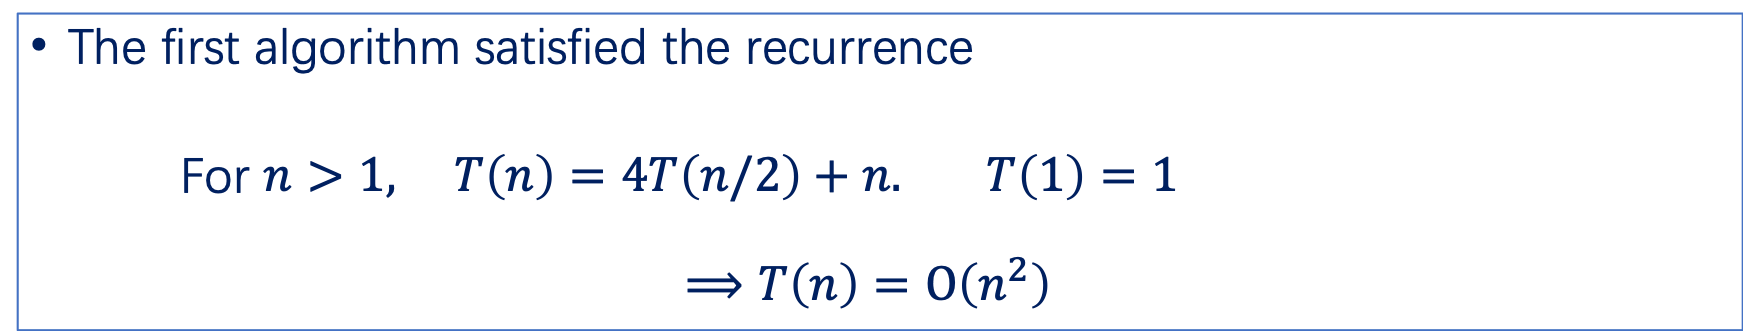 • The first algorithm satisfied the recurrence
For n > 1, T(n) = 4T(n/2) + n. T(1) = 1
⟹ T(n) = O(n²)